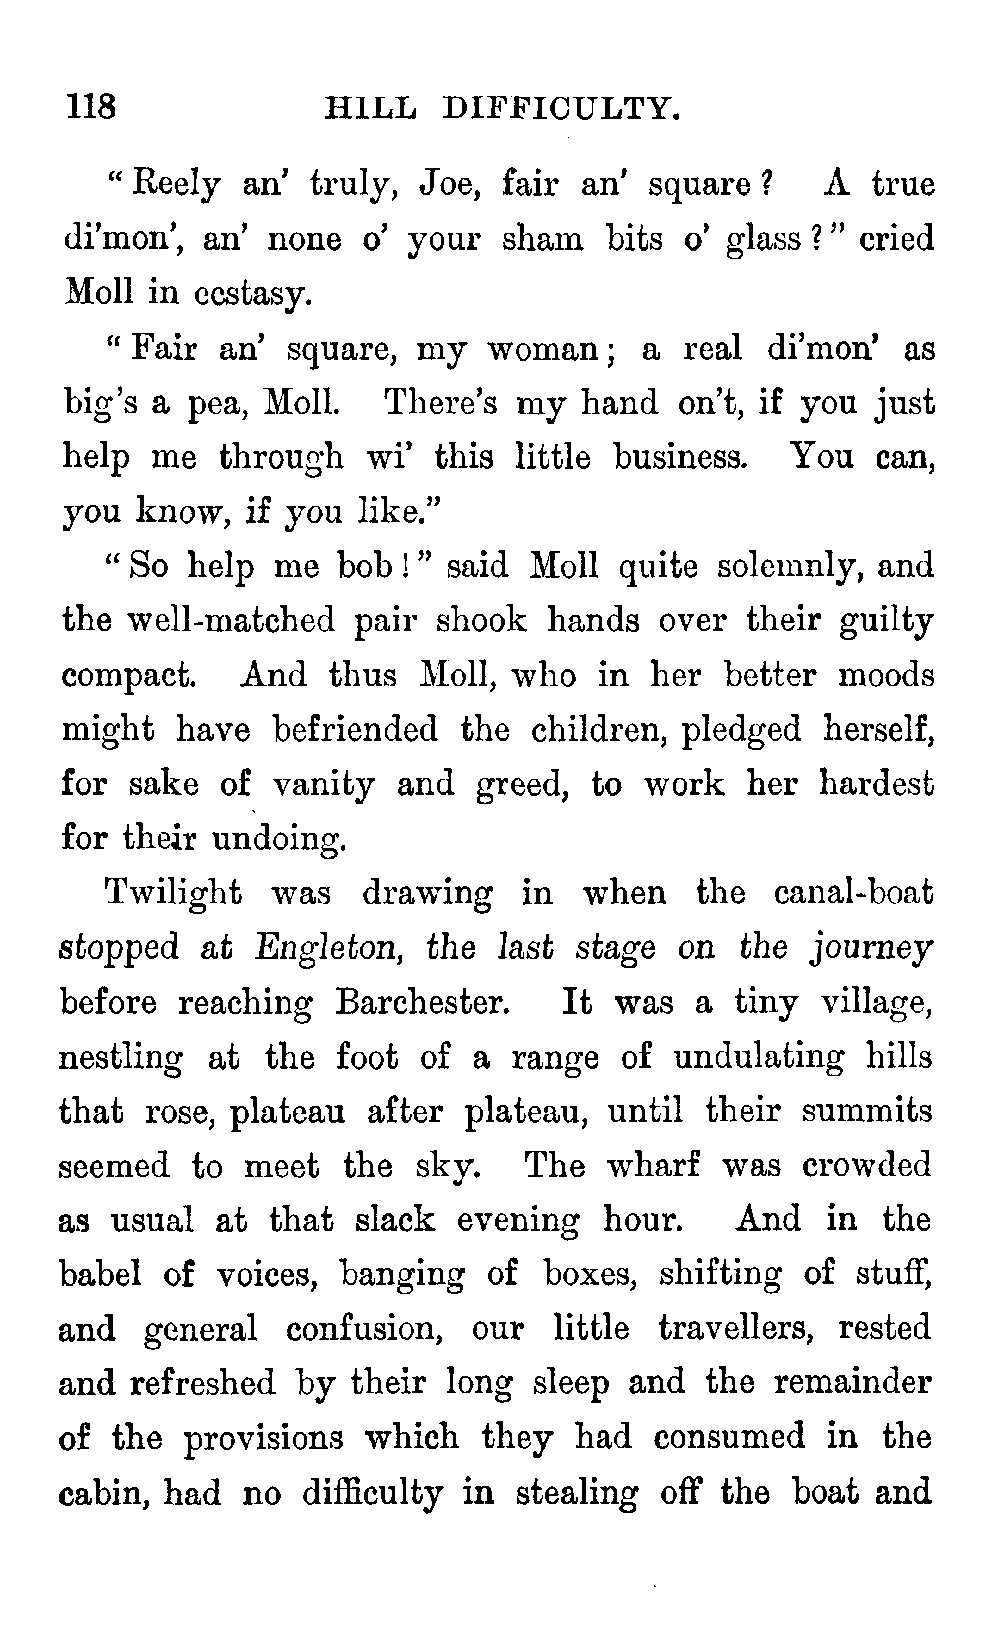 118 HILL DIFFICULTY.
" Reely an' truly, Joe, fair an' square ? A true
di'mon', an' none o' your sham bits o' glass ? " cried
Moll in ecstasy.
" Fair an' square, my woman ; a real di'mon' as
big's a pea, Moll. There's my hand on't, if you just
help me through wi' this little business. You can,
you know, if you like."
" So help me bob ! " said Moll quite solemnly, and
the well-matched pair shook hands over their guilty
compact. And thus Moll, who in her better moods
might have befriended the children, pledged herself,
for sake of vanity and greed, to work her hardest
for their undoing.
Twilight was drawing in when the canal-boat
stopped at Engleton, the last stage on the journey
before reaching Barchester. It was a tiny village,
nestling at the foot of a range of undulating hills
that rose, plateau after plateau, until their summits
seemed to meet the sky. The wharf was crowded
as usual at that slack evening hour. And in the
babel of voices, banging of boxes, shifting of stuff,
and general confusion, our little travellers, rested
and refreshed by their long sleep and the remainder
of the provisions which they had consumed in the
cabin, had no difficulty in stealing off the boat and